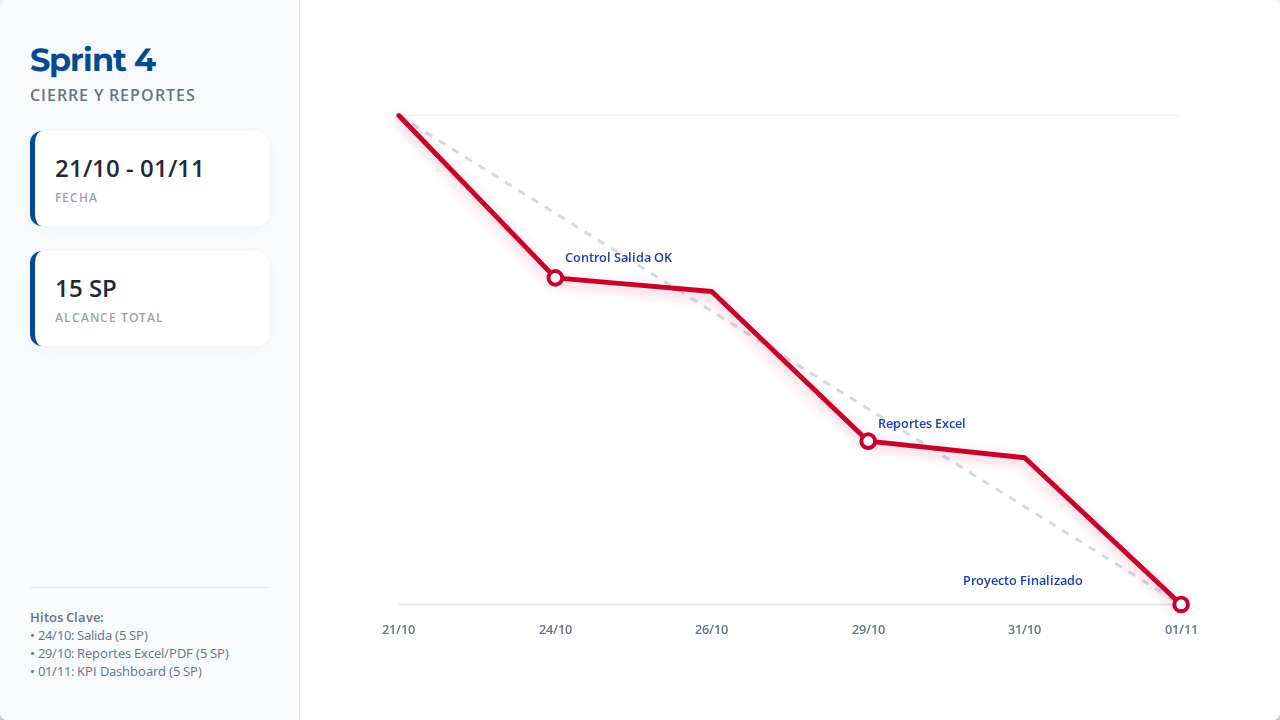 Sprint 4
CIERRE Y REPORTES
21/10 - 01/11
FECHA
15 SP
ALCANCE TOTAL
Hitos Clave:
• 24/10: Salida (5 SP)
• 29/10: Reportes Excel/PDF (5 SP)
• 01/11: KPI Dashboard (5 SP)
Control Salida OK
Reportes Excel
Proyecto Finalizado
21/10 24/10 26/10 29/10 31/10 01/11